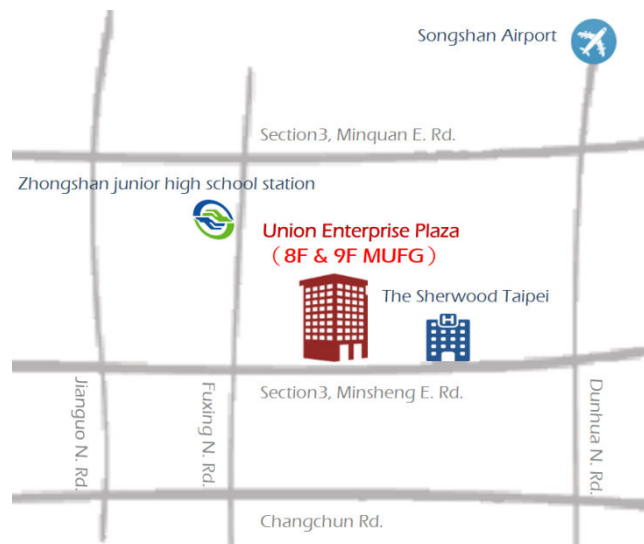 Songshan Airport
Section3, Minquan E. Rd.
Zhongshan junior high school station
Union Enterprise Plaza
（8F & 9F MUFG）
The Sherwood Taipei
H
Section3, Minsheng E. Rd.
Jianguo N. Rd.
Fuxing N. Rd.
Dunhua N. Rd.
Changchun Rd.